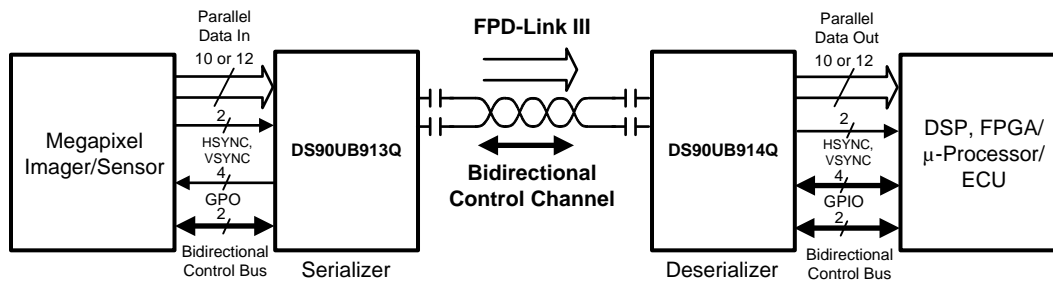 Parallel
Data In
10 or 12
2
HSYNC,
VSYNC
4
GPO
2
Bidirectional
Control Bus
Megapixel
Imager/Sensor
DS90UB913Q
Serializer
FPD-Link III
Bidirectional
Control Channel
DS90UB914Q
Deserializer
Parallel
Data Out
10 or 12
2
HSYNC,
VSYNC
4
GPIO
2
Bidirectional
Control Bus
DSP, FPGA/
μ-Processor/
ECU